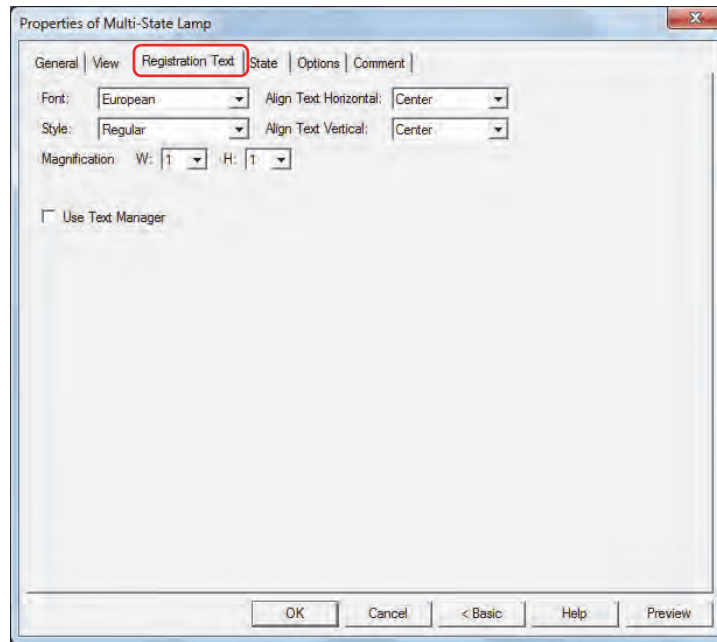 Properties of Multi-State Lamp
General View Registration Text State Options Comment
Font: European Align Text Horizontal: Center
Style: Regular Align Text Vertical: Center
Magnification W: 1 H: 1
Use Text Manager
OK Cancel < Basic Help Preview